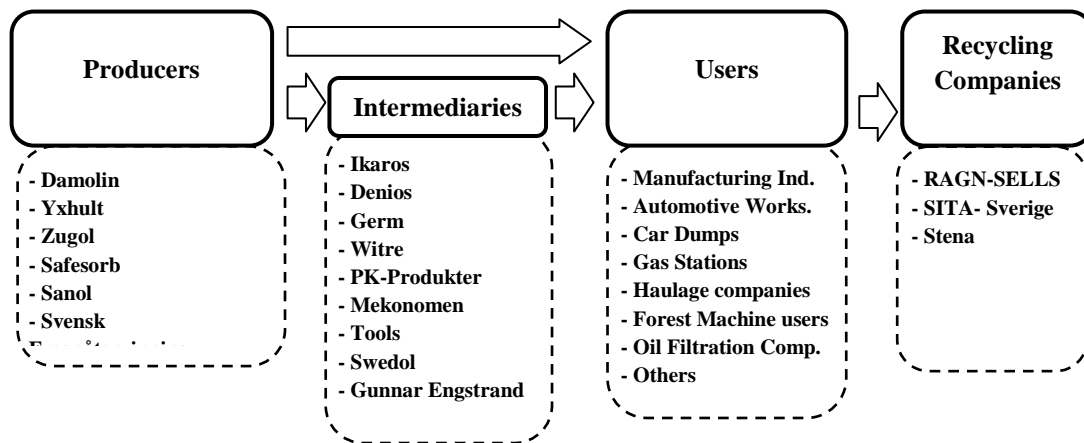 Producers
- Damolin
- Yxhult
- Zugol
- Safesorb
- Sanol
- Svensk
Intermediaries
- Ikaros
- Denios
- Germ
- Witre
- PK-Produkter
- Mekonomen
- Tools
- Swedol
- Gunnar Engstrand
Users
- Manufacturing Ind.
- Automotive Works.
- Car Dumps
- Gas Stations
- Haulage companies
- Forest Machine users
- Oil Filtration Comp.
- Others
Recycling
Companies
- RAGN-SELLS
- SITA- Sverige
- Stena